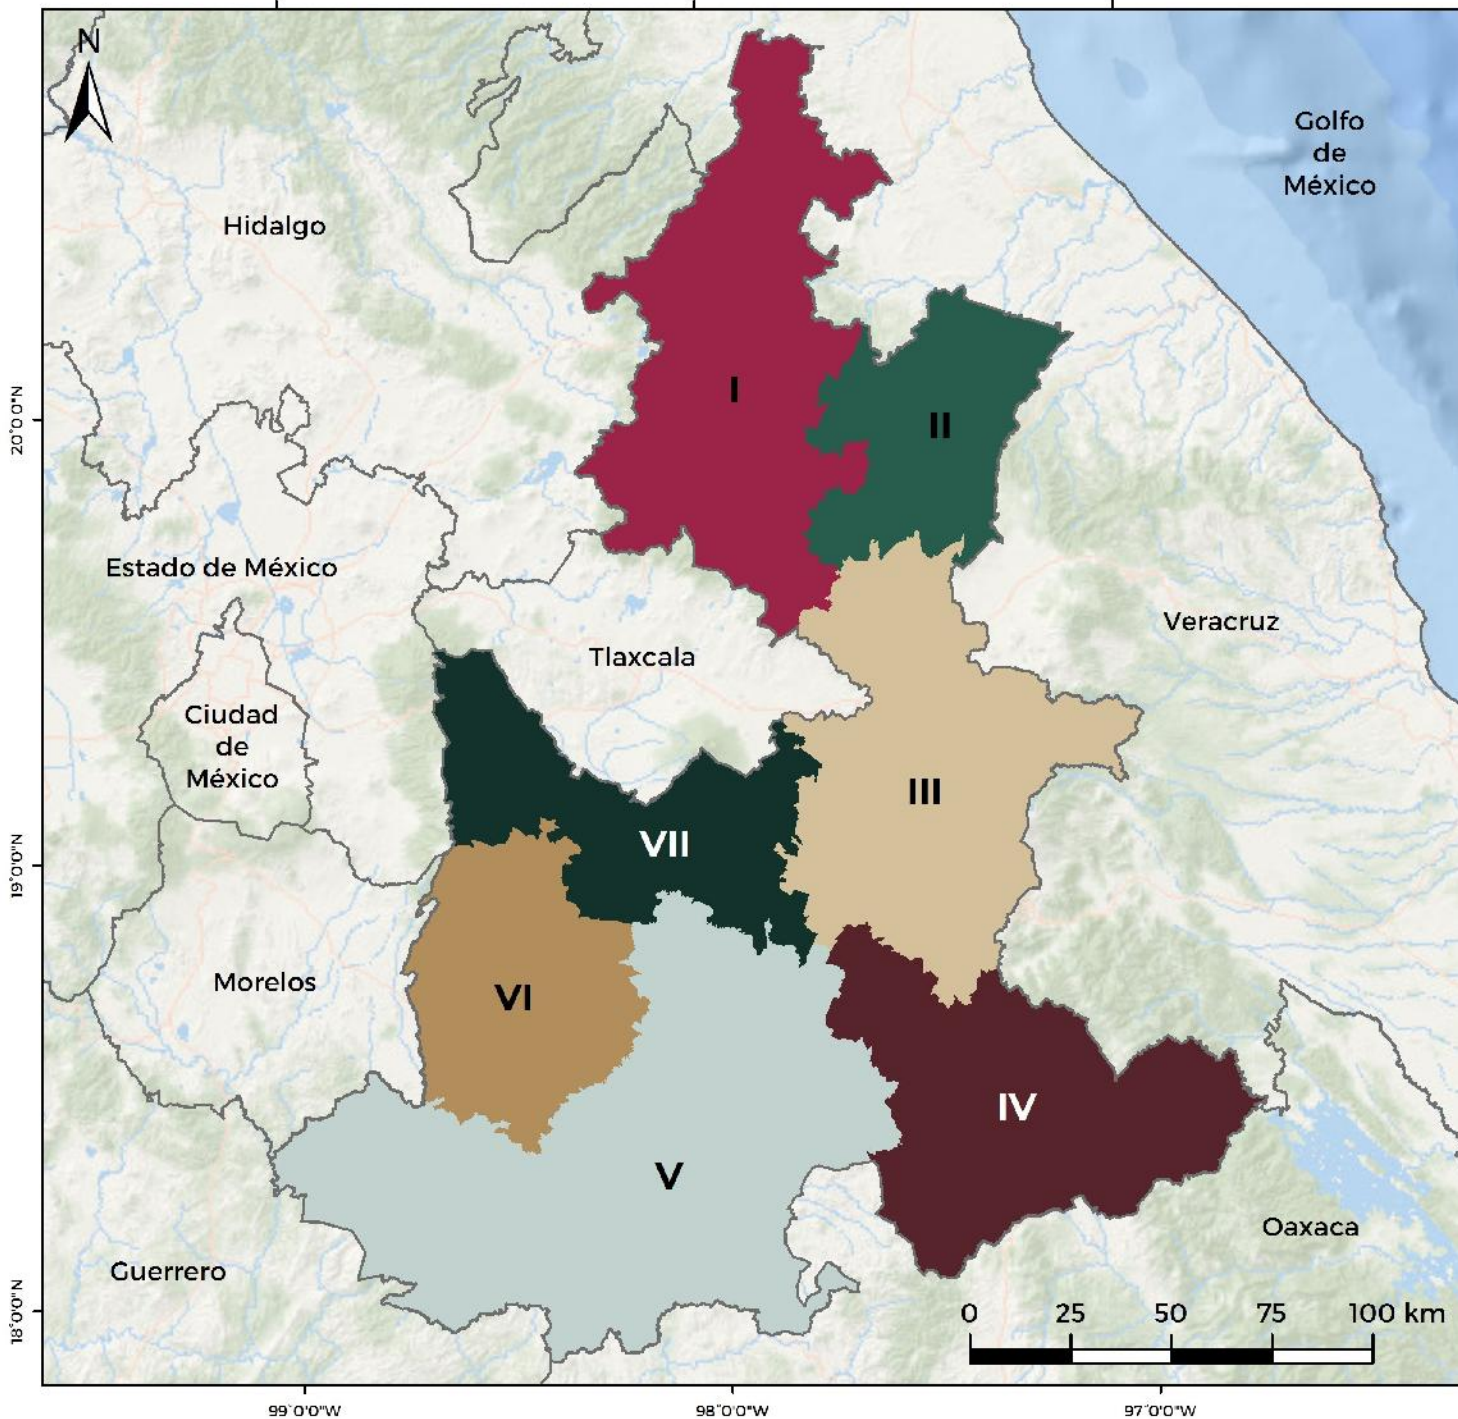 N
Golfo
de
México
Hidalgo
I
20°0'0"N
II
Estado de México
Veracruz
Tlaxcala
Ciudad
de
México
III
VII
19°0'0"N
Morelos
VI
IV
V
Oaxaca
Guerrero
18°0'0"N
0 25 50 75 100 km
99°0'0"W 98°0'0"W 97°0'0"W